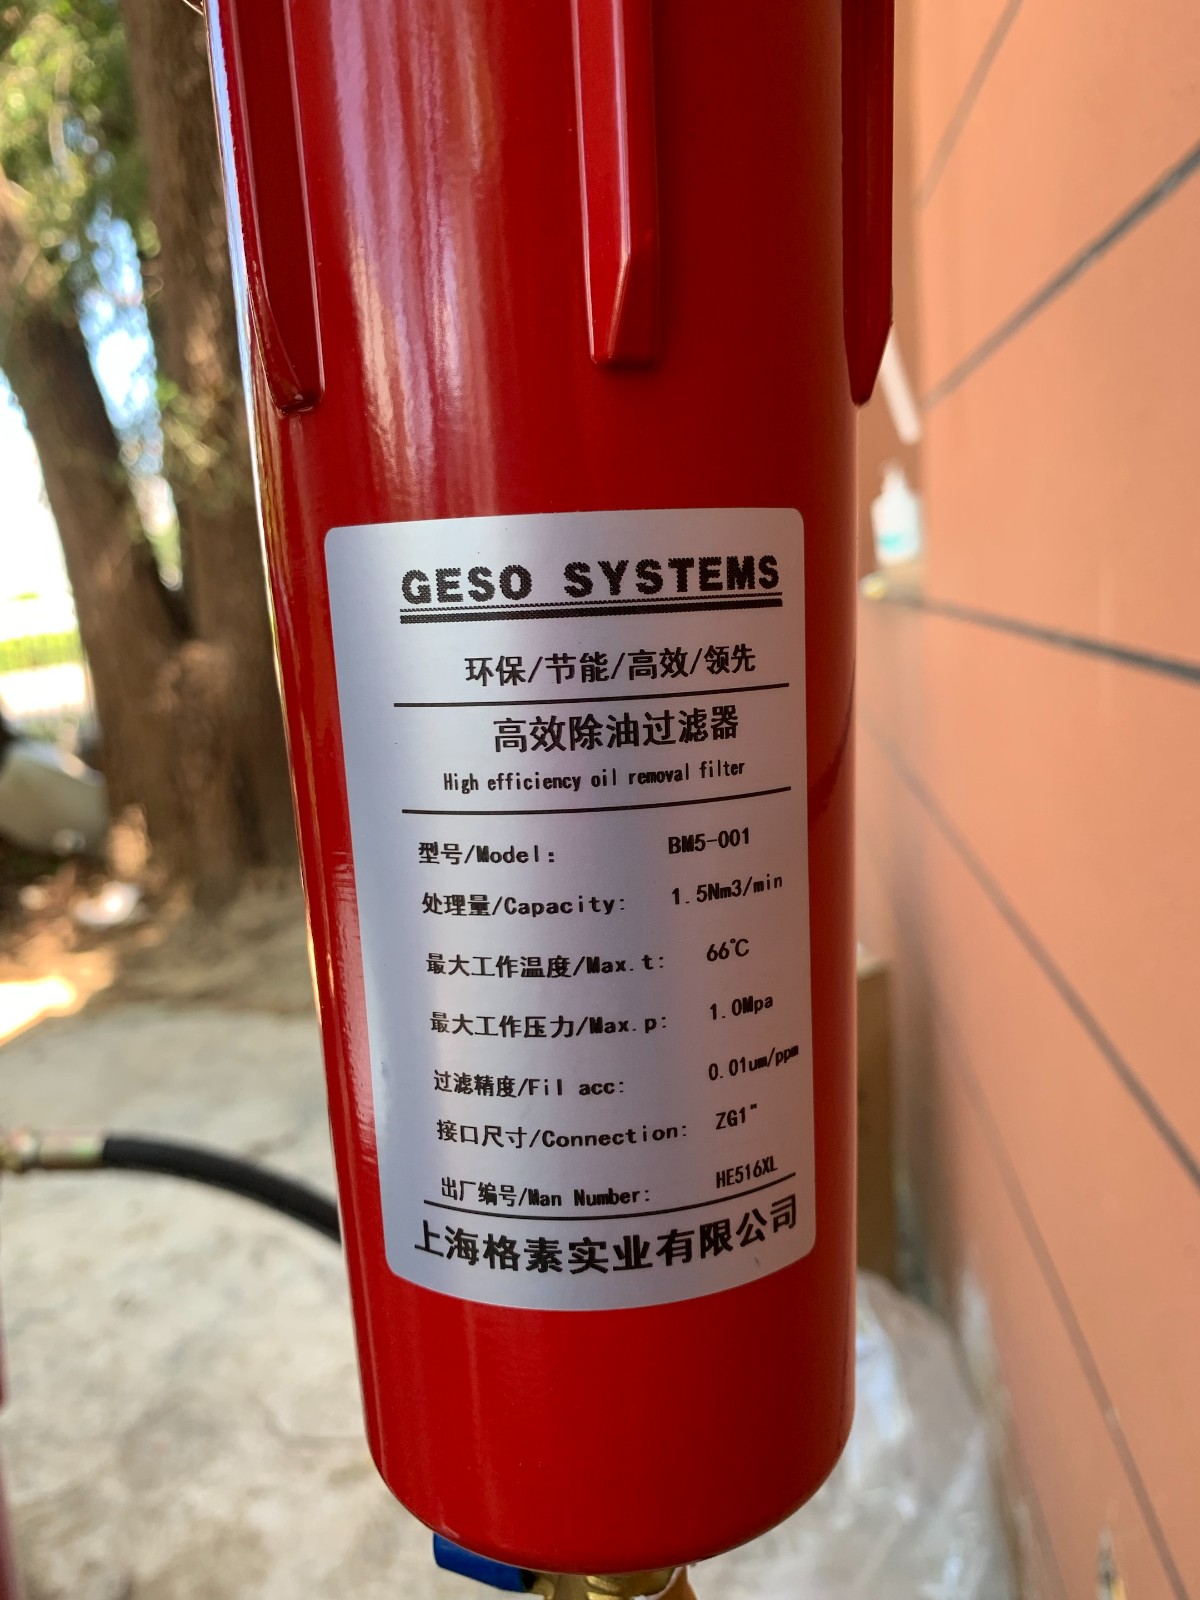 GESO SYSTEMS
环保/节能/高效/领先
高效除油过滤器
High efficiency oil removal filter
型号/Model: BM5-001
处理量/Capacity: 1.5Nm3/min
最大工作温度/Max.t: 66℃
最大工作压力/Max.p: 1.0Mpa
过滤精度/Fil acc: 0.01um/ppm
接口尺寸/Connection: ZG1"
出厂编号/Man Number: HE516XL
上海格素实业有限公司